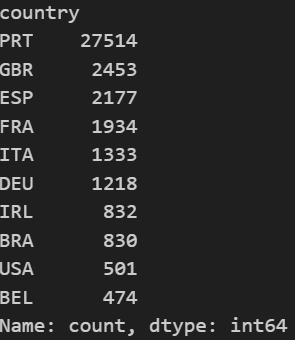 country
PRT 27514
GBR 2453
ESP 2177
FRA 1934
ITA 1333
DEU 1218
IRL 832
BRA 830
USA 501
BEL 474
Name: count, dtype: int64